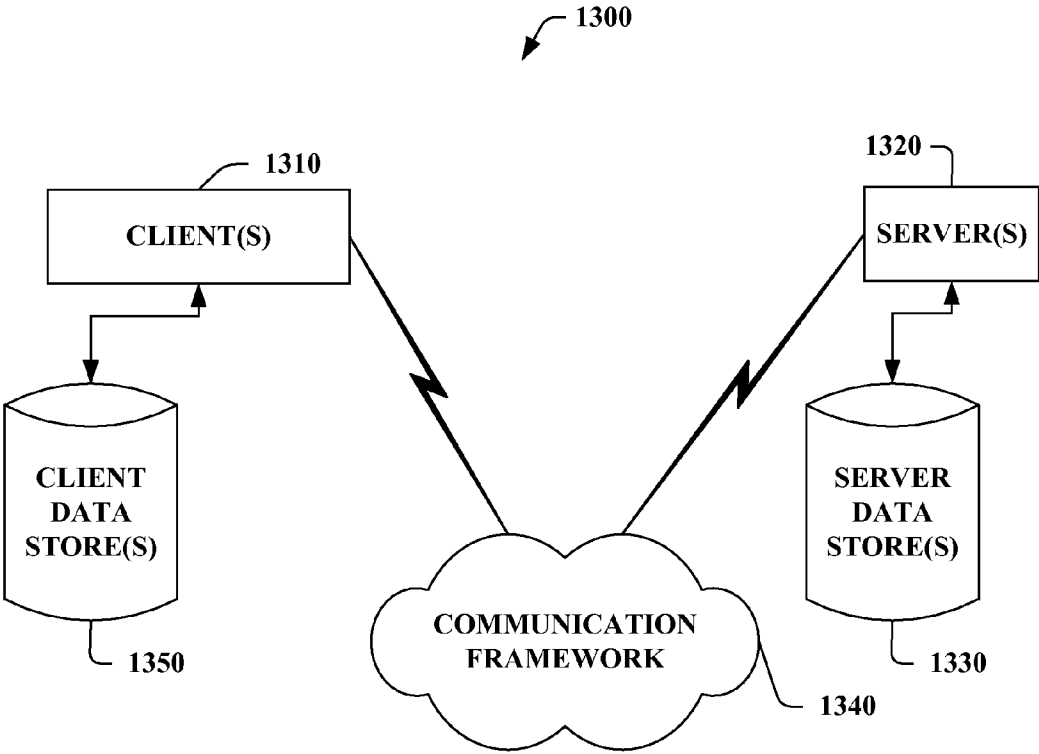 1300
1310
CLIENT(S)
1320
SERVER(S)
CLIENT
DATA
STORE(S)
1350
SERVER
DATA
STORE(S)
1330
COMMUNICATION
FRAMEWORK
1340